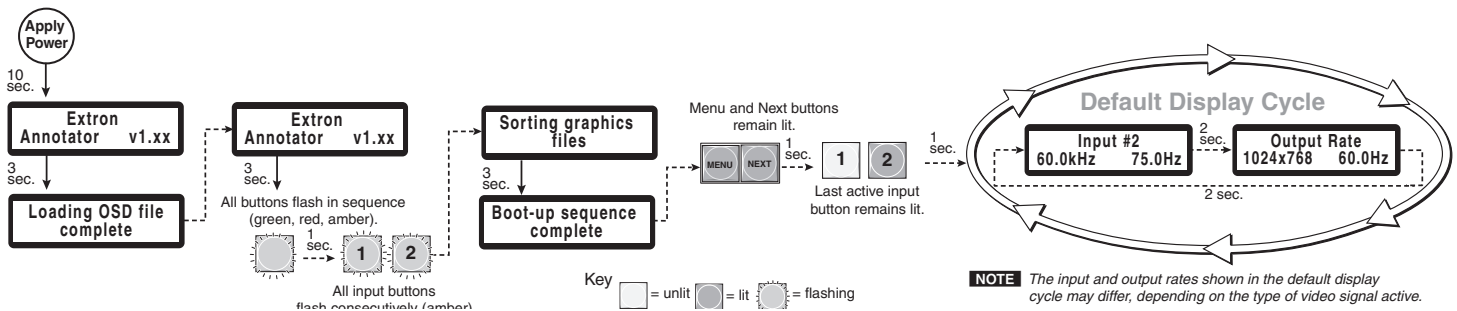 Apply
Power
10
sec.
Extron
Annotator v1.xx
3
sec.
Loading OSD file
complete
Extron
Annotator v1.xx
3
sec.
All buttons flash in sequence
(green, red, amber).
1
sec.
1 2
All input buttons
flash consecutively (amber)
Sorting graphics
files
3
sec.
Boot-up sequence
complete
Menu and Next buttons
remain lit.
MENU NEXT
1
sec.
1 2
Last active input
button remains lit.
1
sec.
Default Display Cycle
Input #2
60.0kHz 75.0Hz
2
sec.
Output Rate
1024x768 60.0Hz
2 sec.
Key
= unlit = lit = flashing
NOTE The input and output rates shown in the default display
cycle may differ, depending on the type of video signal active.